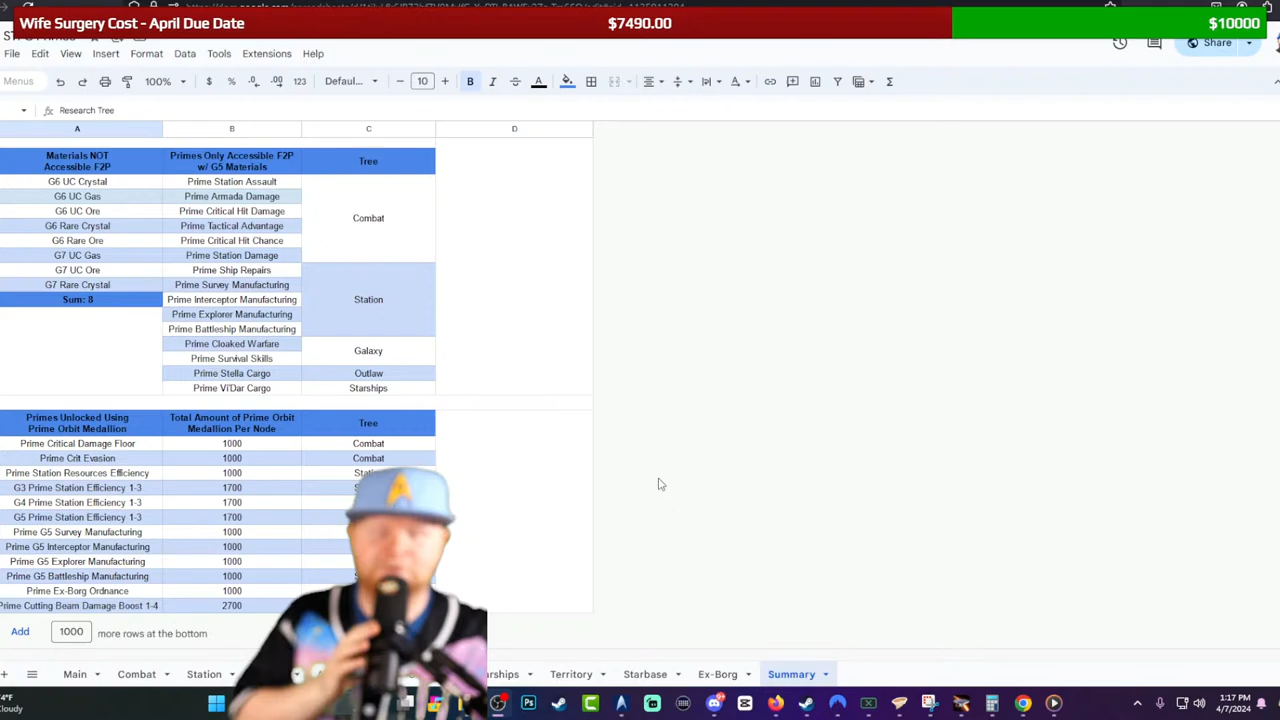 Wife Surgery Cost - April Due Date $7490.00 $10000
File Edit View Insert Format Data Tools Extensions Help
Share
Menus 100% $ % .0 .00 123 Defaul... 10 B I A
fx Research Tree
A B C D
Materials NOT Accessible F2P
Primes Only Accessible F2P w/ G5 Materials
Tree
G6 UC Crystal Prime Station Assault
G6 UC Gas Prime Armada Damage
G6 UC Ore Prime Critical Hit Damage
Combat
G6 Rare Crystal Prime Tactical Advantage
G6 Rare Ore Prime Critical Hit Chance
G7 UC Gas Prime Station Damage
G7 UC Ore Prime Ship Repairs
G7 Rare Crystal Prime Survey Manufacturing
Sum: 8 Prime Interceptor Manufacturing Station
Prime Explorer Manufacturing
Prime Battleship Manufacturing
Prime Cloaked Warfare
Galaxy
Prime Survival Skills
Prime Stella Cargo Outlaw
Prime Vi'Dar Cargo Starships
Primes Unlocked Using Prime Orbit Medallion
Total Amount of Prime Orbit Medallion Per Node
Tree
Prime Critical Damage Floor 1000 Combat
Prime Crit Evasion 1000 Combat
Prime Station Resources Efficiency 1000
G3 Prime Station Efficiency 1-3 1700
G4 Prime Station Efficiency 1-3 1700
G5 Prime Station Efficiency 1-3 1700
Prime G5 Survey Manufacturing 1000
Prime G5 Interceptor Manufacturing 1000
Prime G5 Explorer Manufacturing 1000
Prime G5 Battleship Manufacturing 1000
Prime Ex-Borg Ordnance 1000
Prime Cutting Beam Damage Boost 1-4 2700
Add 1000 more rows at the bottom
Main Combat Station Territory Starbase Ex-Borg Summary
Cloudy
1:17 PM
4/7/2024